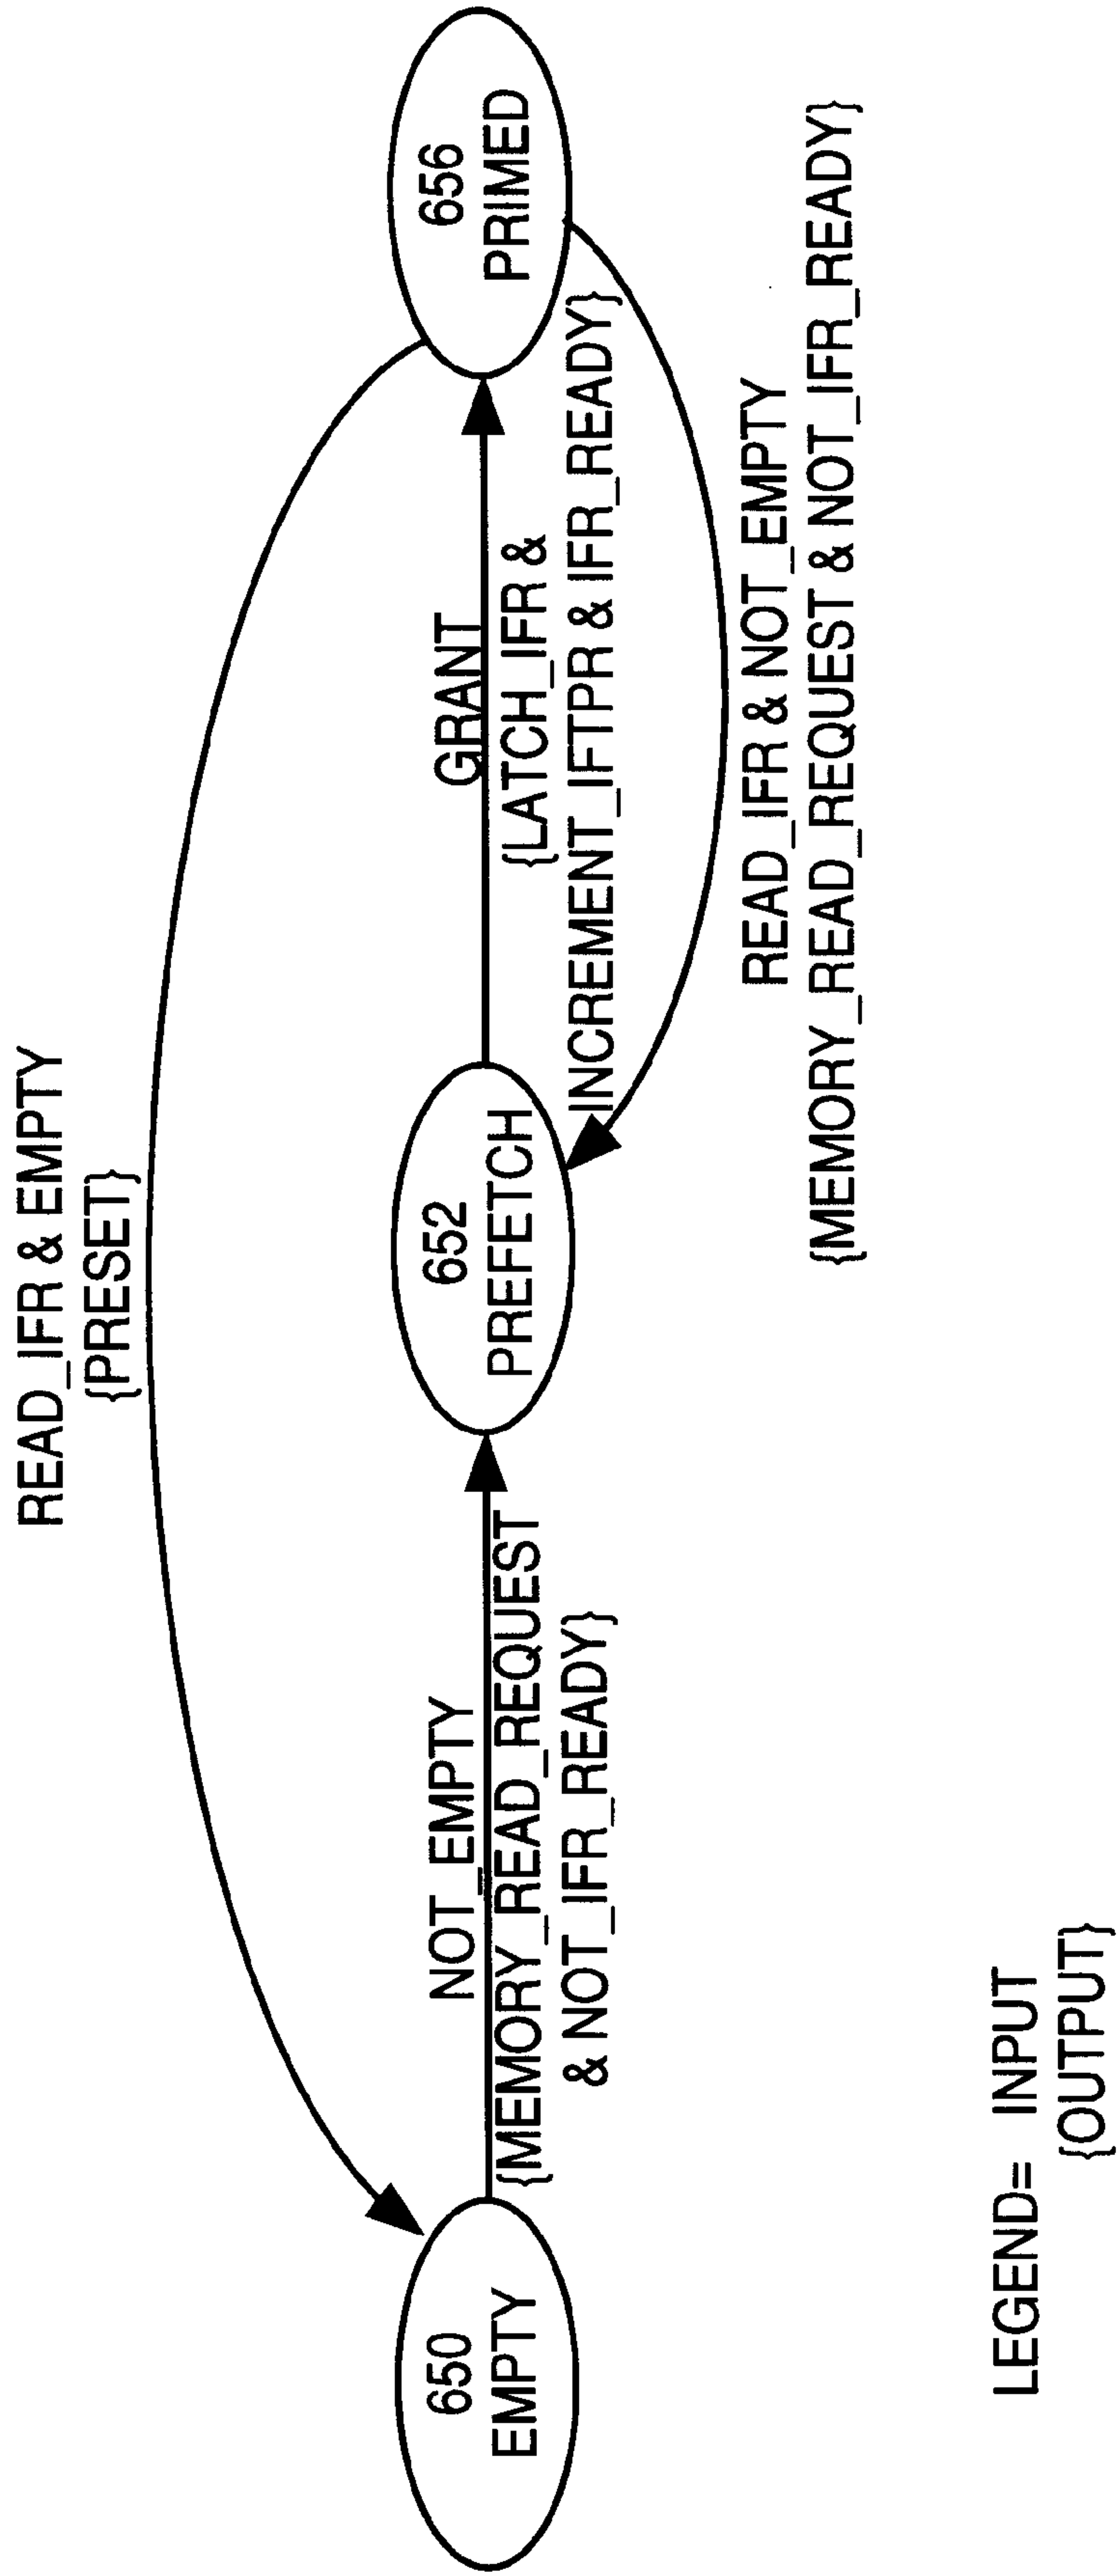 READ_IFR & EMPTY
{PRESET}
650
EMPTY
NOT_EMPTY
{MEMORY_READ_REQUEST
& NOT_IFR_READY}
652
PREFETCH
GRANT
{LATCH_IFR &
INCREMENT_IFTPR & IFR_READY}
656
PRIMED
READ_IFR & NOT_EMPTY
{MEMORY_READ_REQUEST & NOT_IFR_READY}
LEGEND= INPUT
{OUTPUT}